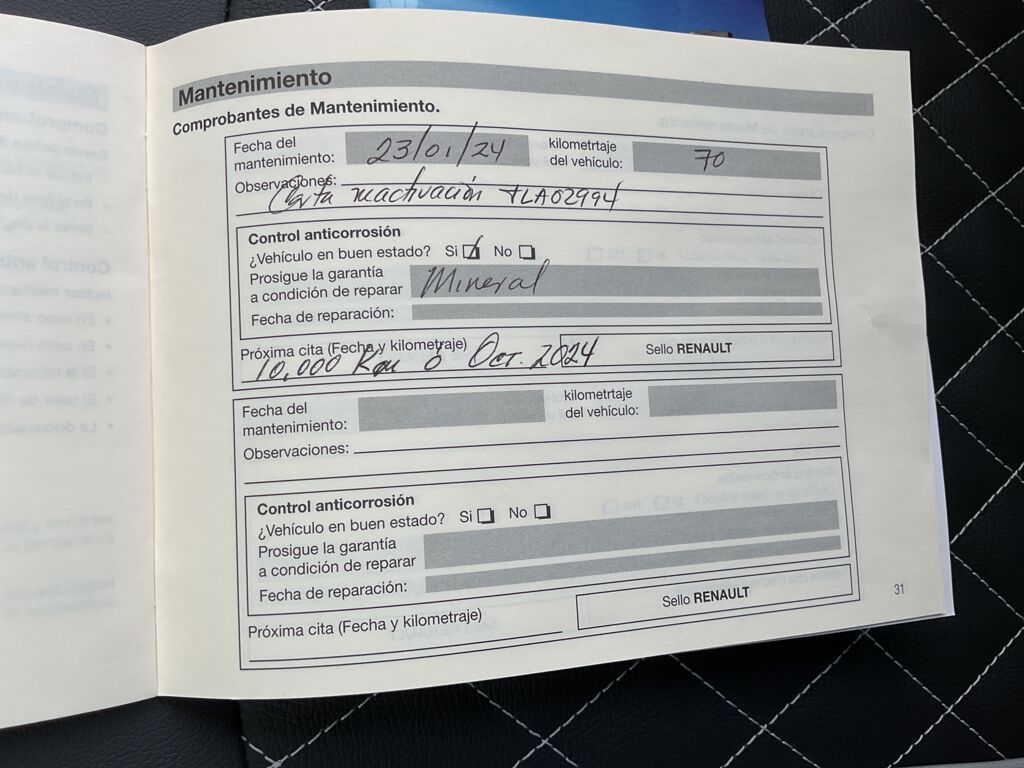 Mantenimiento
Comprobantes de Mantenimiento.
Fecha del
mantenimiento: 23/01/24
kilometrtaje
del vehículo: 70
Observaciones:
Carta reactivación TLA02994
Control anticorrosión
¿Vehículo en buen estado? Si No
Prosigue la garantía
a condición de reparar Mineral
Fecha de reparación:
Próxima cita (Fecha y kilometraje)
10,000 Km ó Oct. 2024
Sello RENAULT
Fecha del
mantenimiento:
kilometrtaje
del vehículo:
Observaciones:
Control anticorrosión
¿Vehículo en buen estado? Si No
Prosigue la garantía
a condición de reparar
Fecha de reparación:
Próxima cita (Fecha y kilometraje)
Sello RENAULT
31